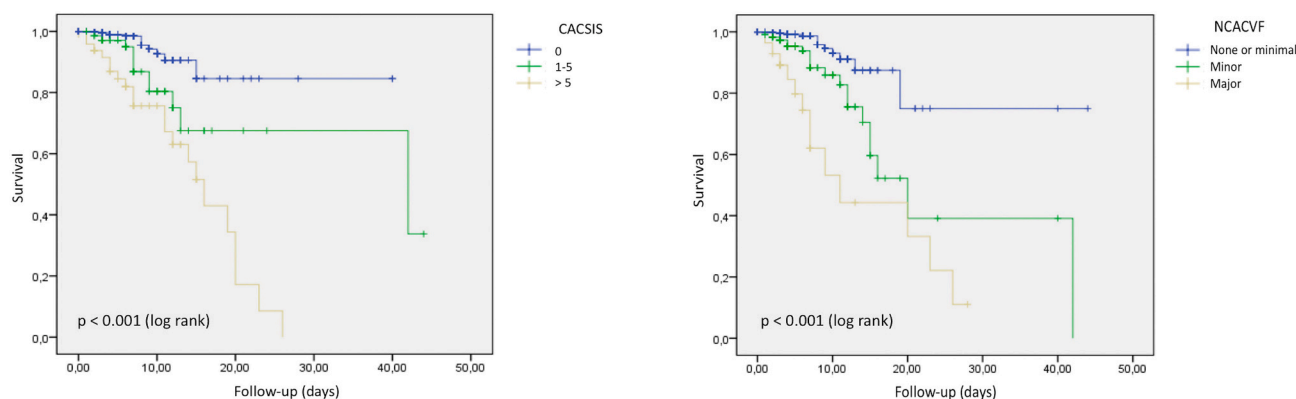 CACSIS
0
1-5
> 5
1,0
0,8
0,6
0,4
0,2
0,0
Survival
p < 0.001 (log rank)
0,00 10,00 20,00 30,00 40,00 50,00
Follow-up (days)
NCACVF
None or minimal
Minor
Major
1,0
0,8
0,6
0,4
0,2
0,0
Survival
p < 0.001 (log rank)
0,00 10,00 20,00 30,00 40,00 50,00
Follow-up (days)